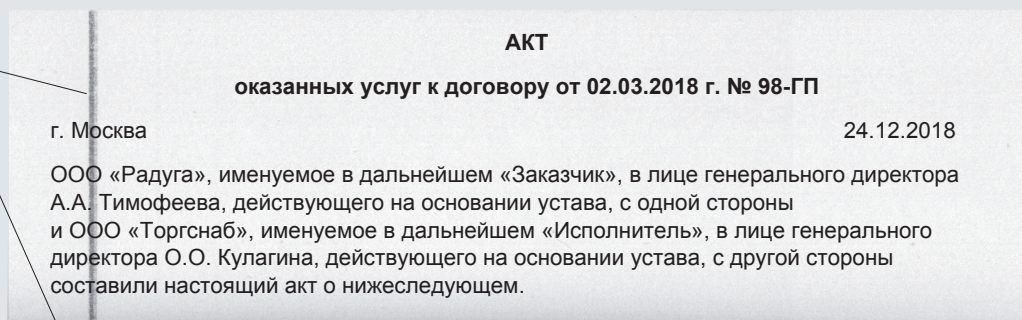 АКТ
оказанных услуг к договору от 02.03.2018 г. № 98-ГП
г. Москва 24.12.2018
ООО «Радуга», именуемое в дальнейшем «Заказчик», в лице генерального директора
А.А. Тимофеева, действующего на основании устава, с одной стороны
и ООО «Торгснаб», именуемое в дальнейшем «Исполнитель», в лице генерального
директора О.О. Кулагина, действующего на основании устава, с другой стороны
составили настоящий акт о нижеследующем.